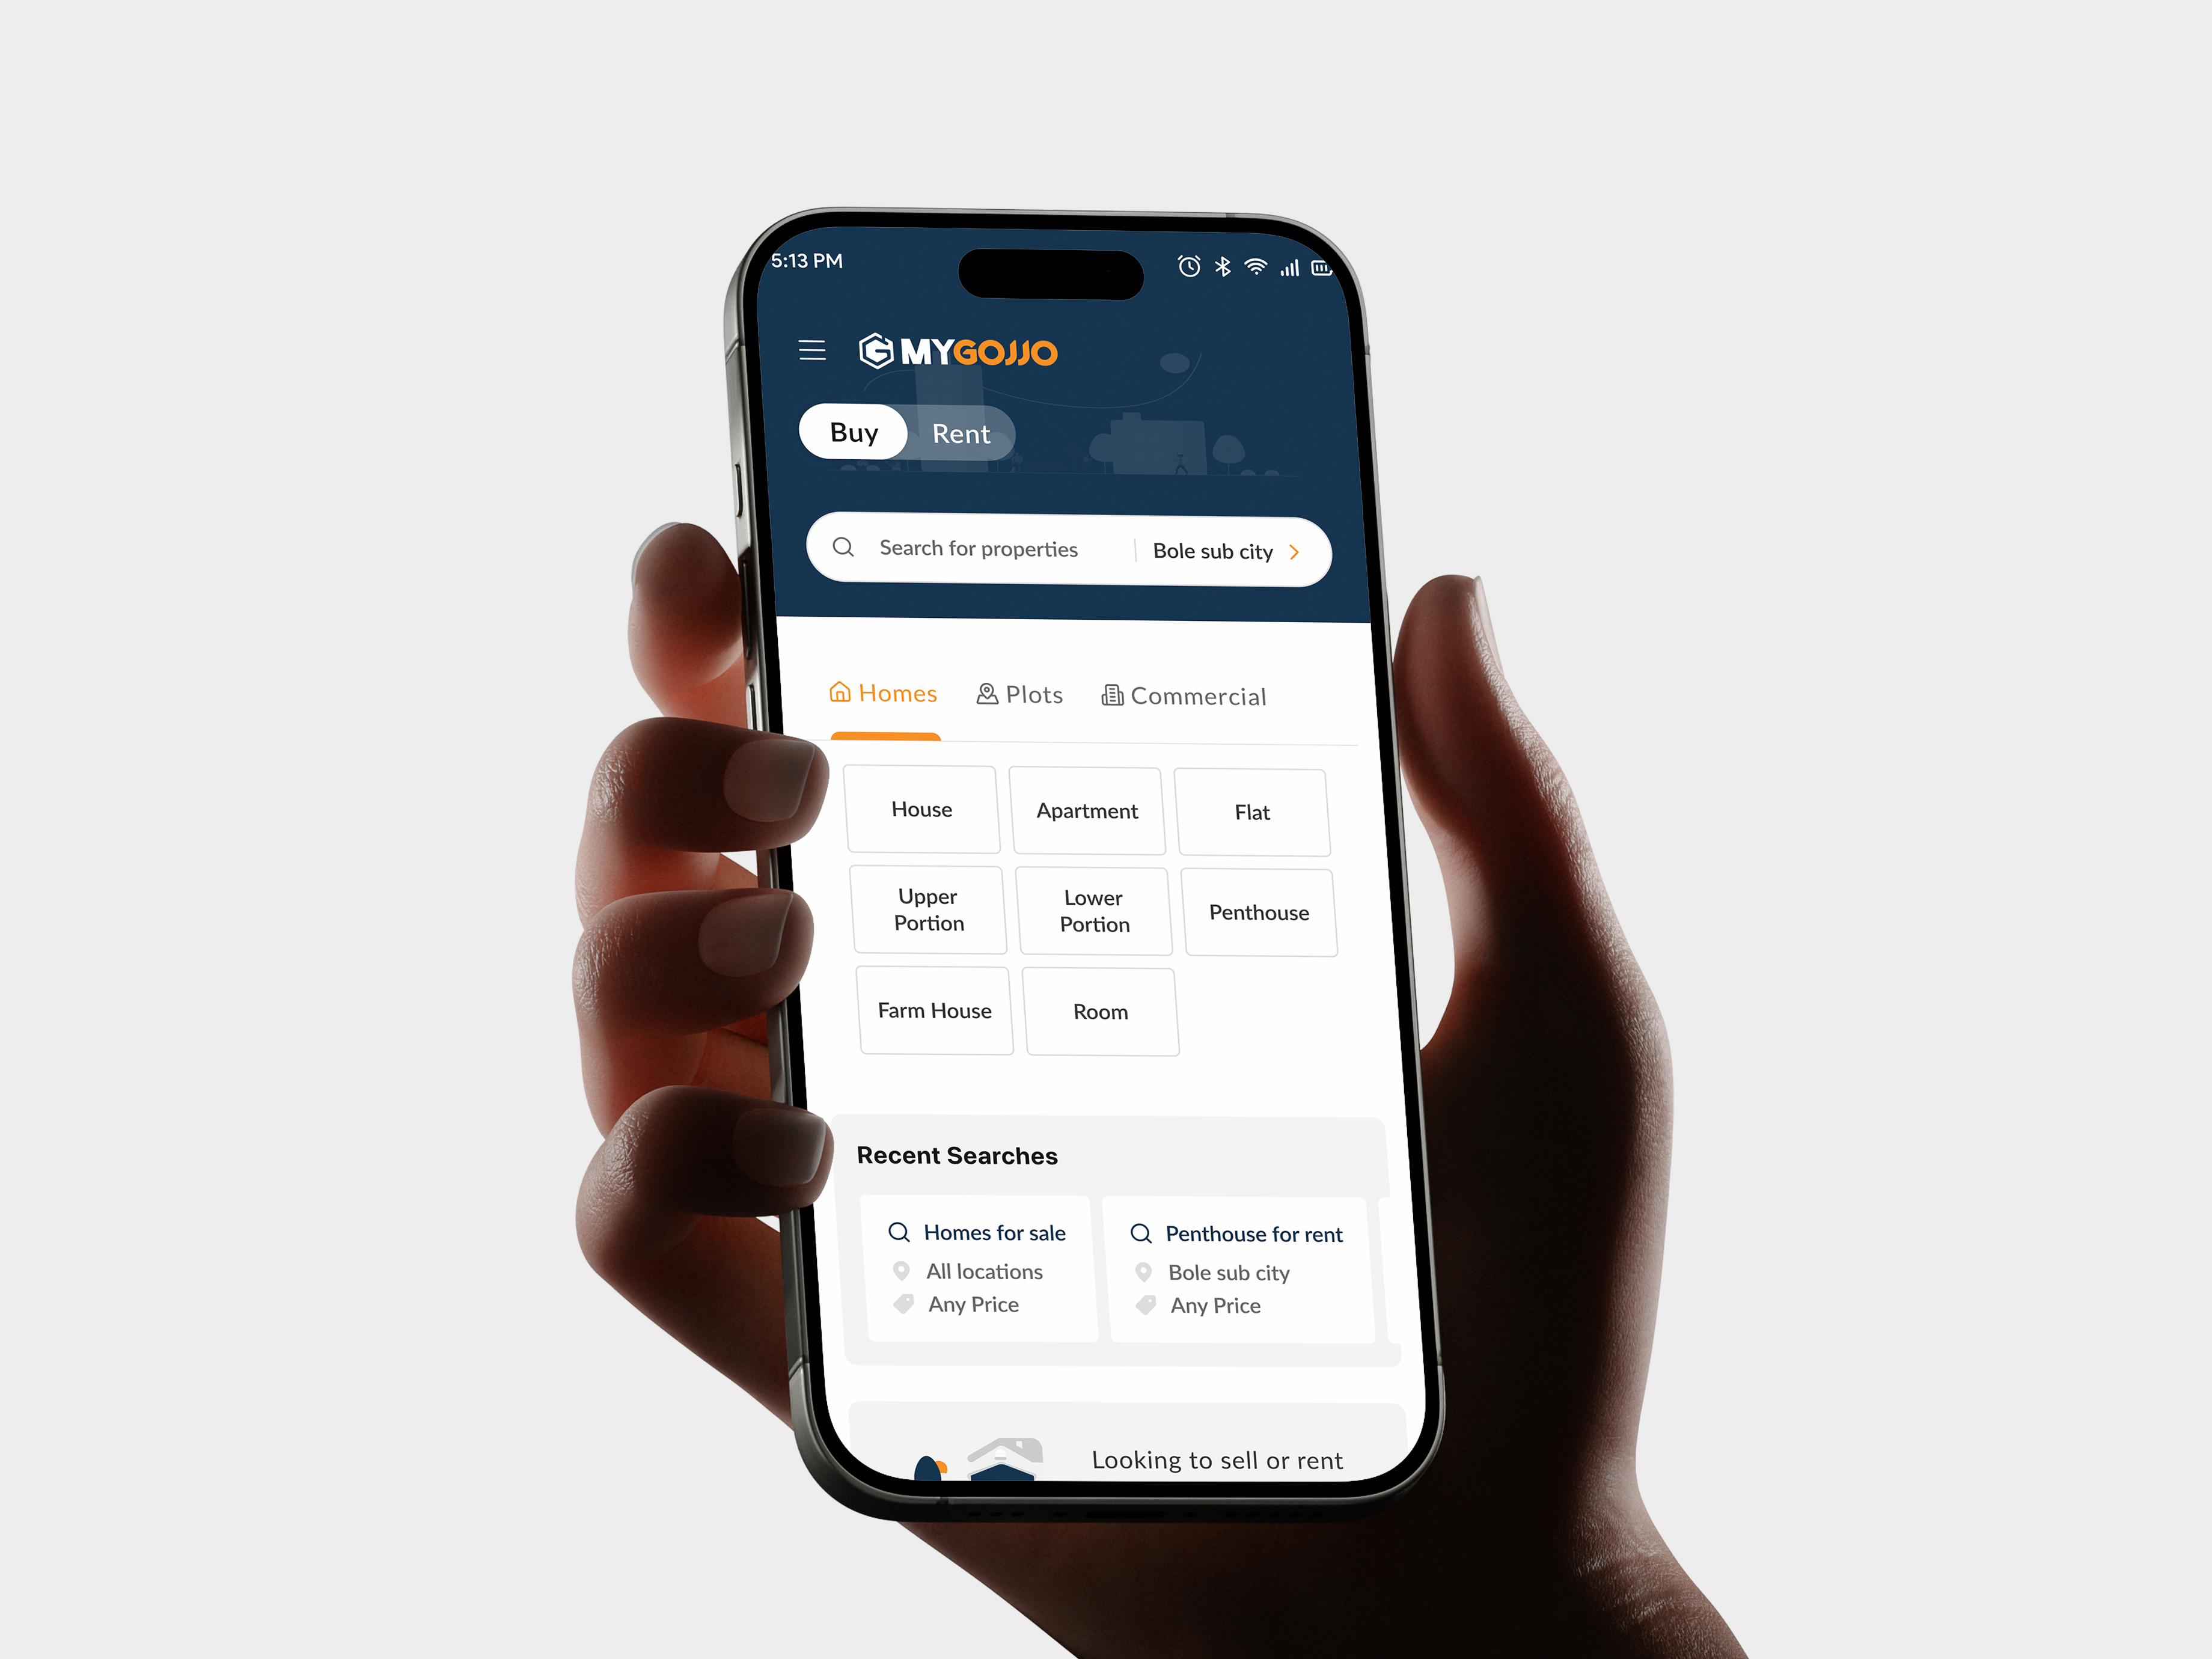 5:13 PM
MYGOJJO
Buy
Rent
Search for properties
Bole sub city
Homes
Plots
Commercial
House
Apartment
Flat
Upper
Portion
Lower
Portion
Penthouse
Farm House
Room
Recent Searches
Homes for sale
All locations
Any Price
Penthouse for rent
Bole sub city
Any Price
Looking to sell or rent